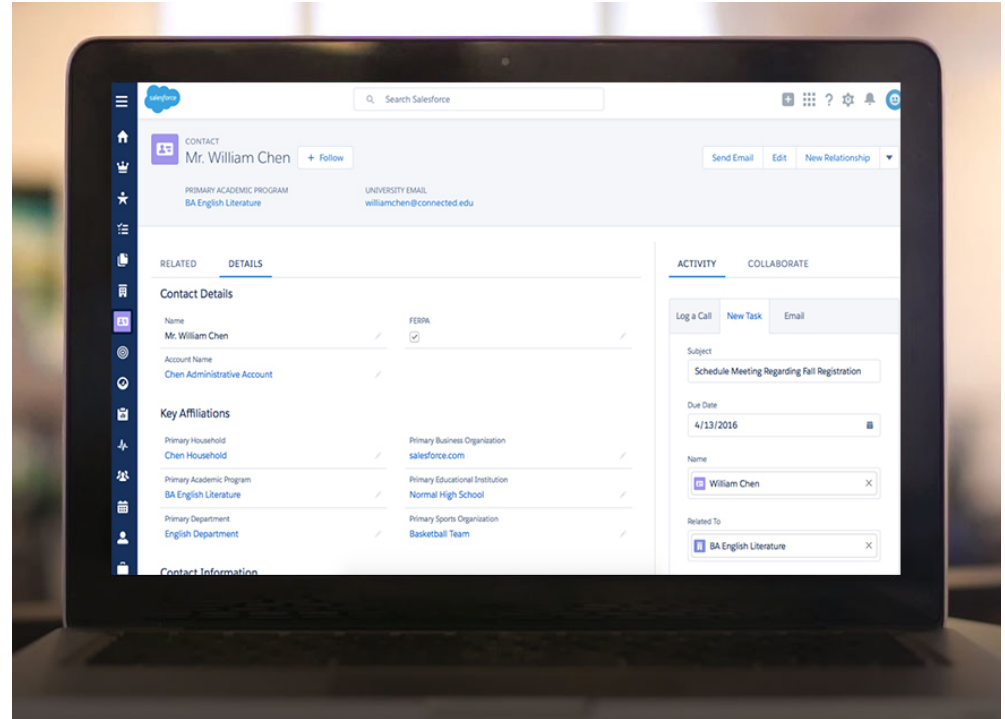 salesforce
Search Salesforce
CONTACT
Mr. William Chen
+ Follow
Send Email
Edit
New Relationship
PRIMARY ACADEMIC PROGRAM
BA English Literature
UNIVERSITY EMAIL
williamchen@connected.edu
RELATED
DETAILS
Contact Details
Name
Mr. William Chen
FERPA
Account Name
Chen Administrative Account
Key Affiliations
Primary Household
Chen Household
Primary Business Organization
salesforce.com
Primary Academic Program
BA English Literature
Primary Educational Institution
Normal High School
Primary Department
English Department
Primary Sports Organization
Basketball Team
Contact Information
ACTIVITY
COLLABORATE
Log a Call
New Task
Email
Subject
Schedule Meeting Regarding Fall Registration
Due Date
4/13/2016
Name
William Chen
Related To
BA English Literature